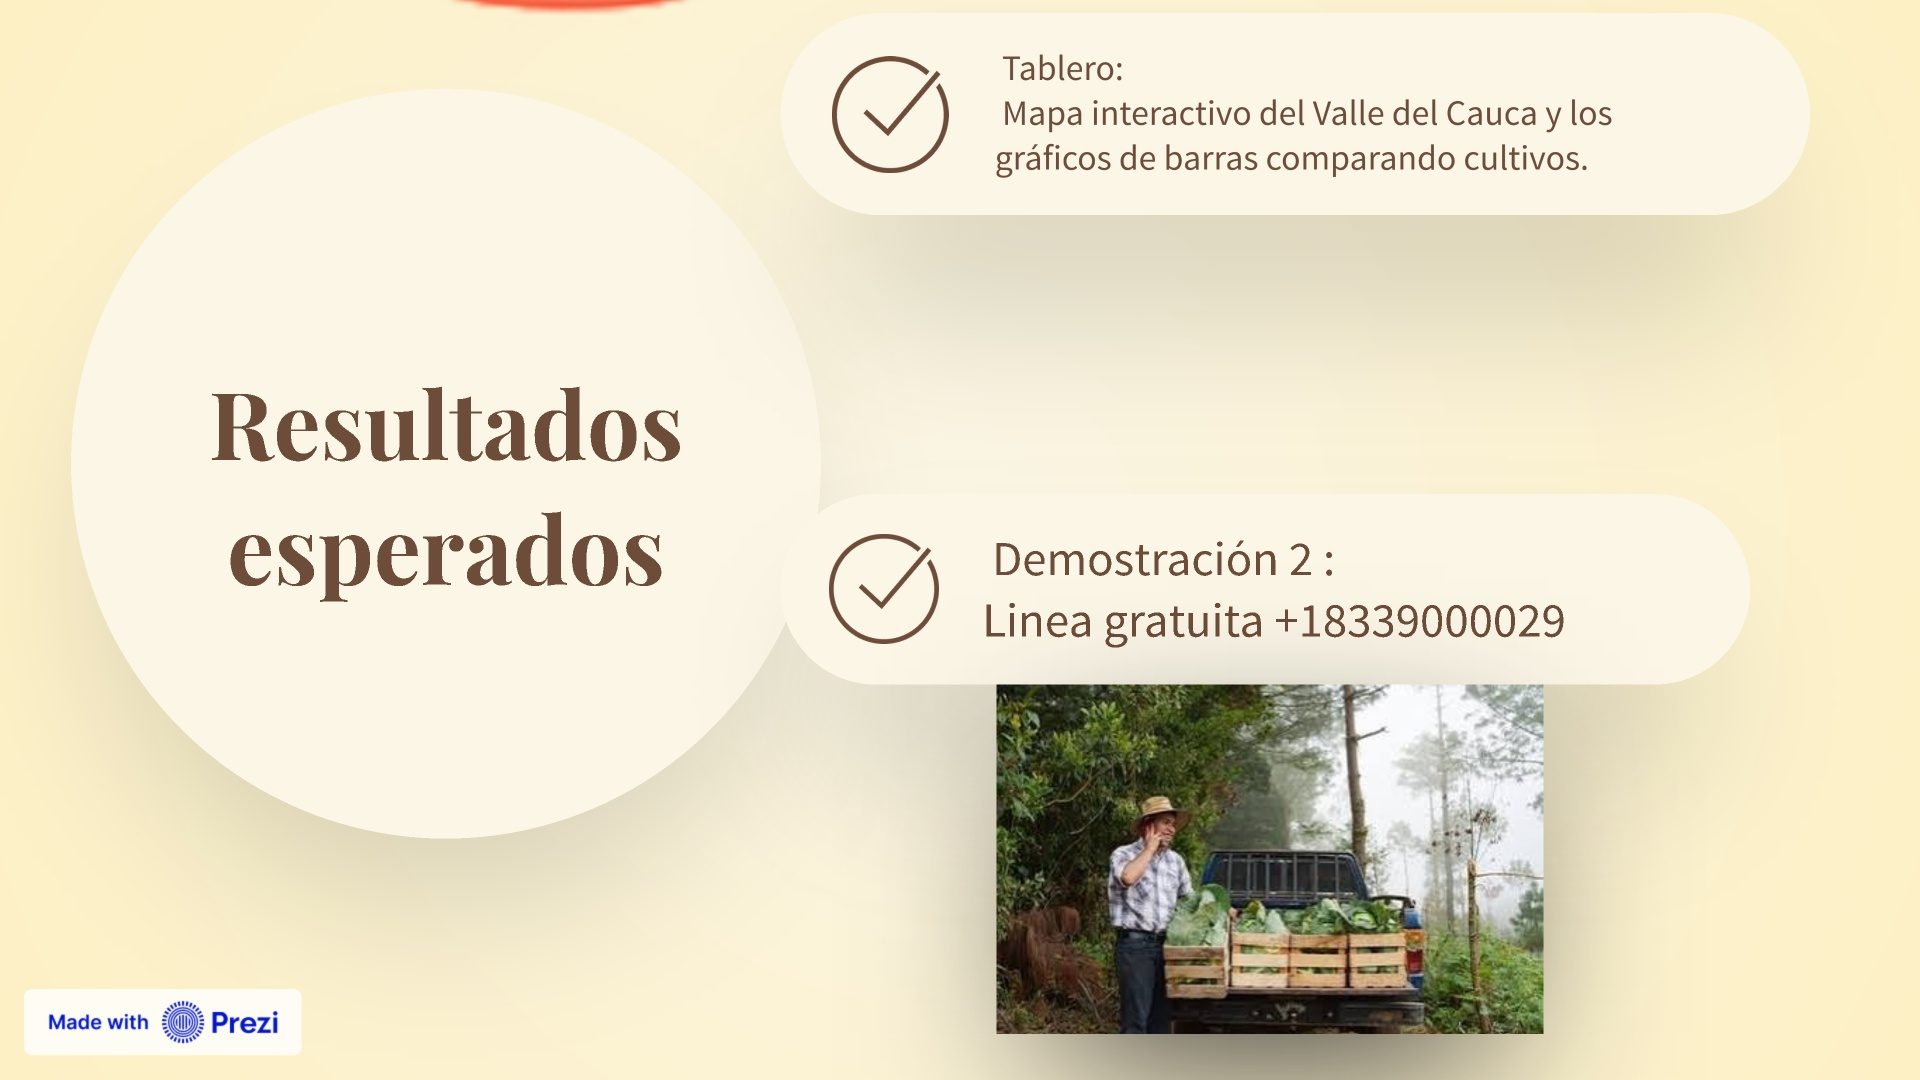 Resultados
esperados
Tablero:
Mapa interactivo del Valle del Cauca y los
gráficos de barras comparando cultivos.
Demostración 2 :
Linea gratuita +18339000029
Made with Prezi